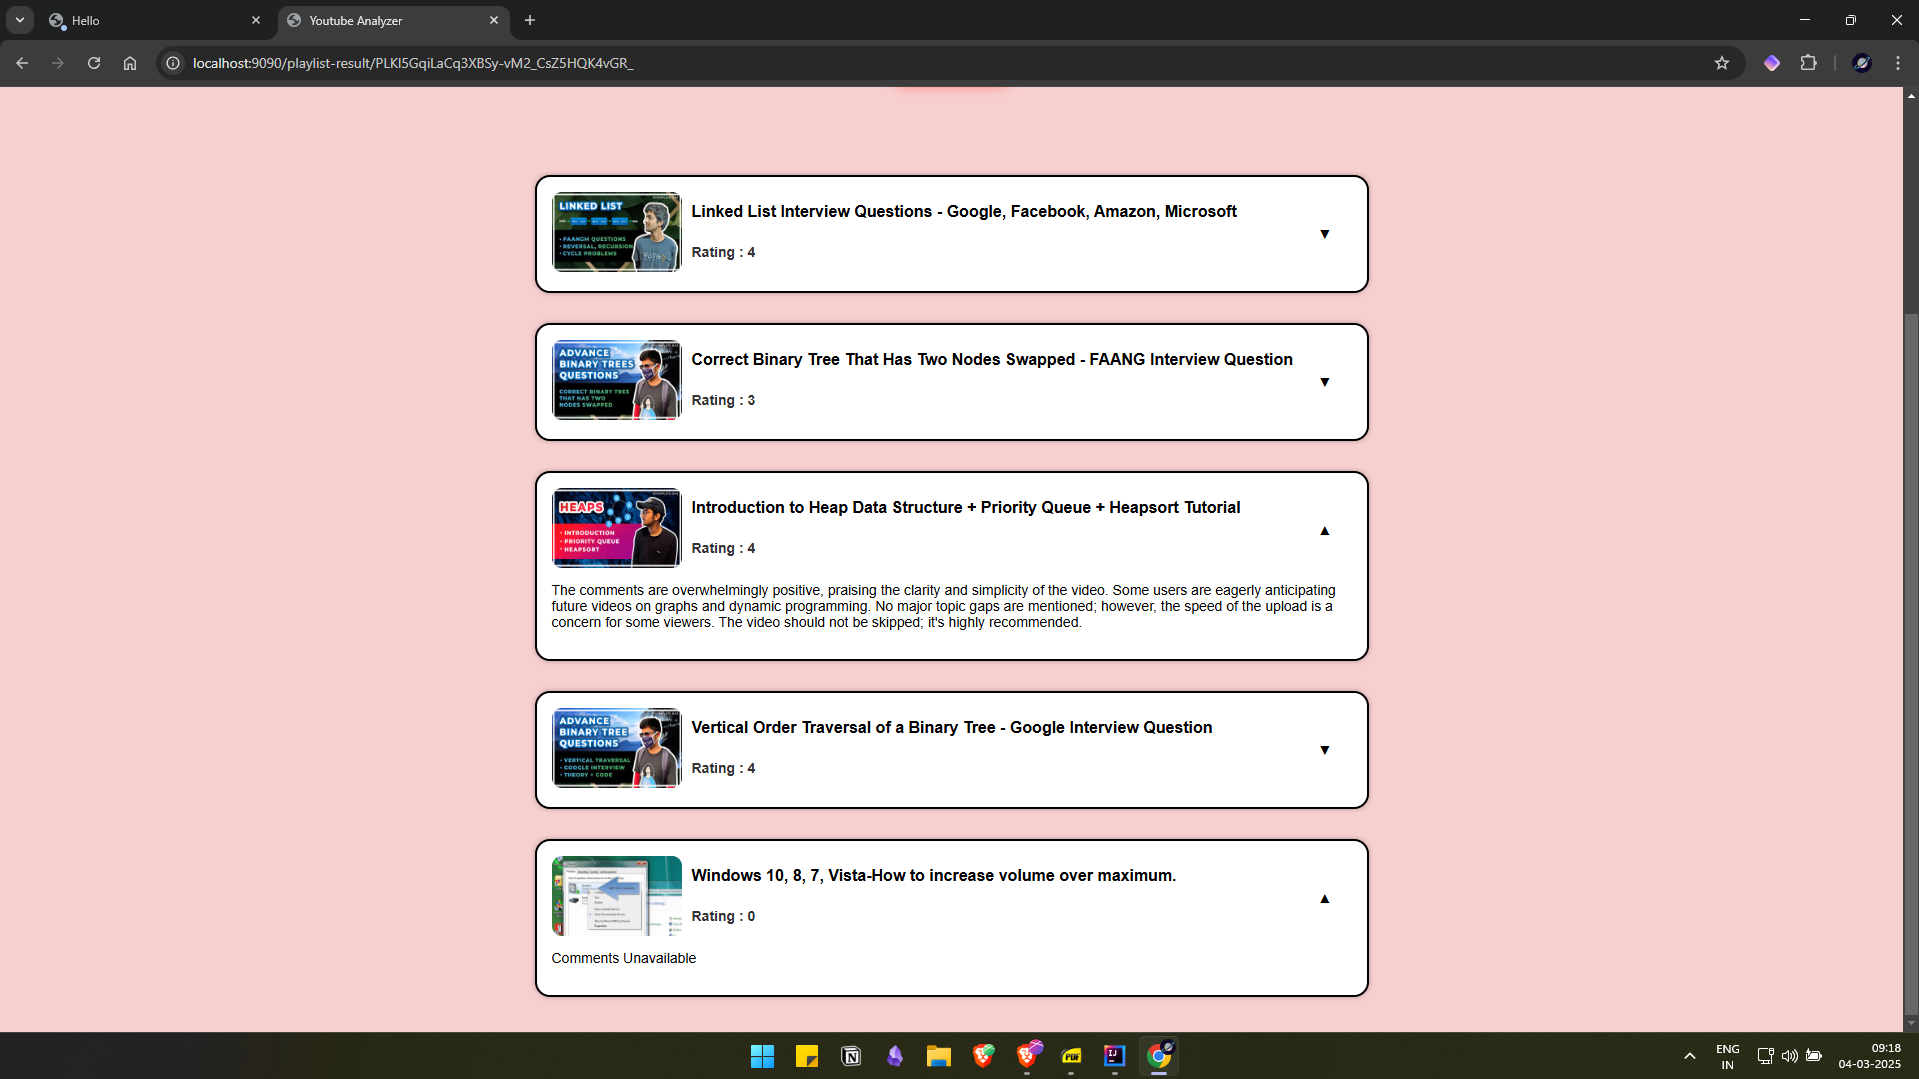 Hello
Youtube Analyzer
localhost:9090/playlist-result/PLKI5GqiLaCq3XBSy-vM2_CsZ5HQK4vGR_
LINKED LIST
• FAANGM QUESTIONS
• REVERSAL, RECURSION
• CYCLE PROBLEMS
Linked List Interview Questions - Google, Facebook, Amazon, Microsoft
▼
Rating : 4
ADVANCE
BINARY TREES
QUESTIONS
CORRECT BINARY TREE
THAT HAS TWO
NODES SWAPPED
Correct Binary Tree That Has Two Nodes Swapped - FAANG Interview Question
▼
Rating : 3
HEAPS
• INTRODUCTION
• PRIORITY QUEUE
• HEAPSORT
Introduction to Heap Data Structure + Priority Queue + Heapsort Tutorial
▲
Rating : 4
The comments are overwhelmingly positive, praising the clarity and simplicity of the video. Some users are eagerly anticipating
future videos on graphs and dynamic programming. No major topic gaps are mentioned; however, the speed of the upload is a
concern for some viewers. The video should not be skipped; it's highly recommended.
ADVANCE
BINARY TREE
QUESTIONS
• VERTICAL TRAVERSAL
• GOOGLE INTERVIEW
• THEORY + CODE
Vertical Order Traversal of a Binary Tree - Google Interview Question
▼
Rating : 4
Windows 10, 8, 7, Vista-How to increase volume over maximum.
▲
Rating : 0
Comments Unavailable
ENG
IN
09:18
04-03-2025